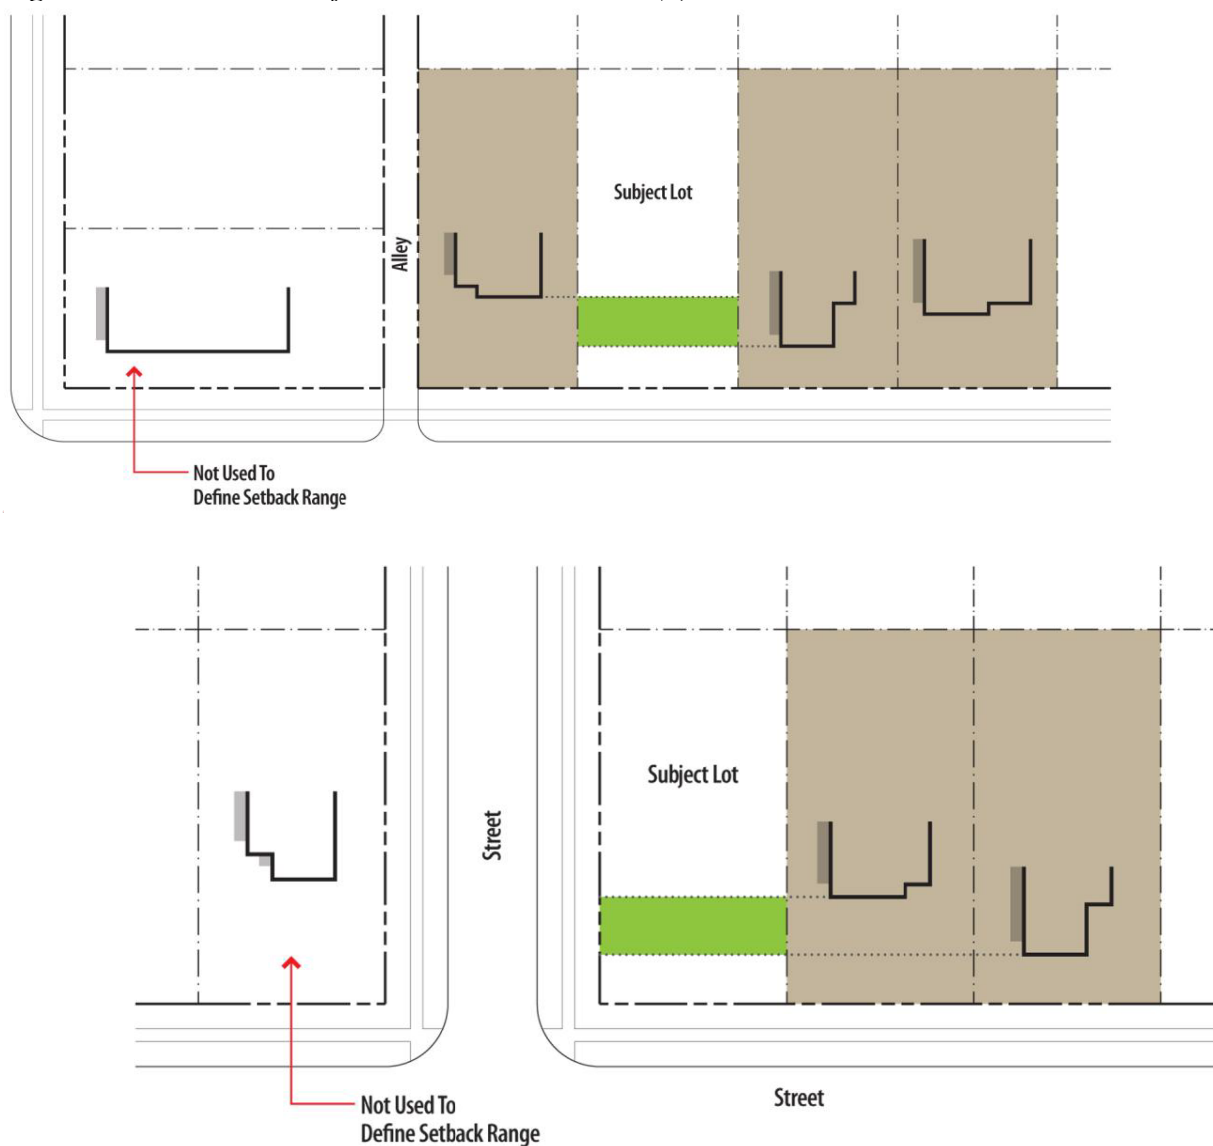 Subject Lot
Alley
Not Used To
Define Setback Range
Subject Lot
Street
Street
Not Used To
Define Setback Range